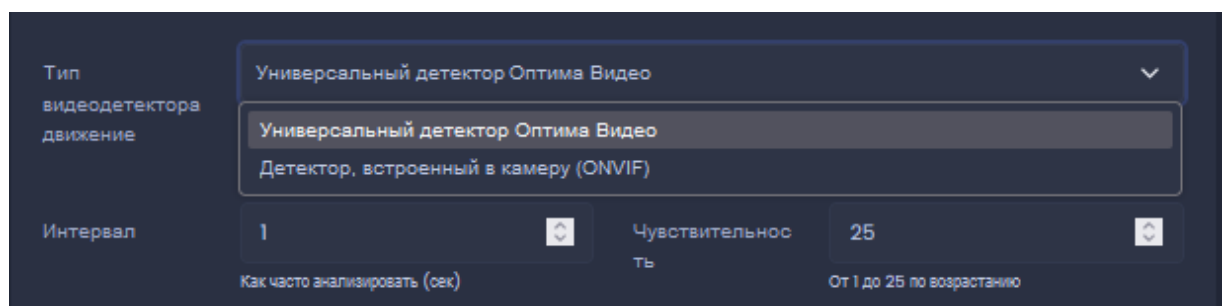 Тип
видеодетектора
движение
Универсальный детектор Оптима Видео
Универсальный детектор Оптима Видео
Детектор, встроенный в камеру (ONVIF)
Интервал
1
Как часто анализировать (сек)
Чувствительнос
ть
25
От 1 до 25 по возрастанию